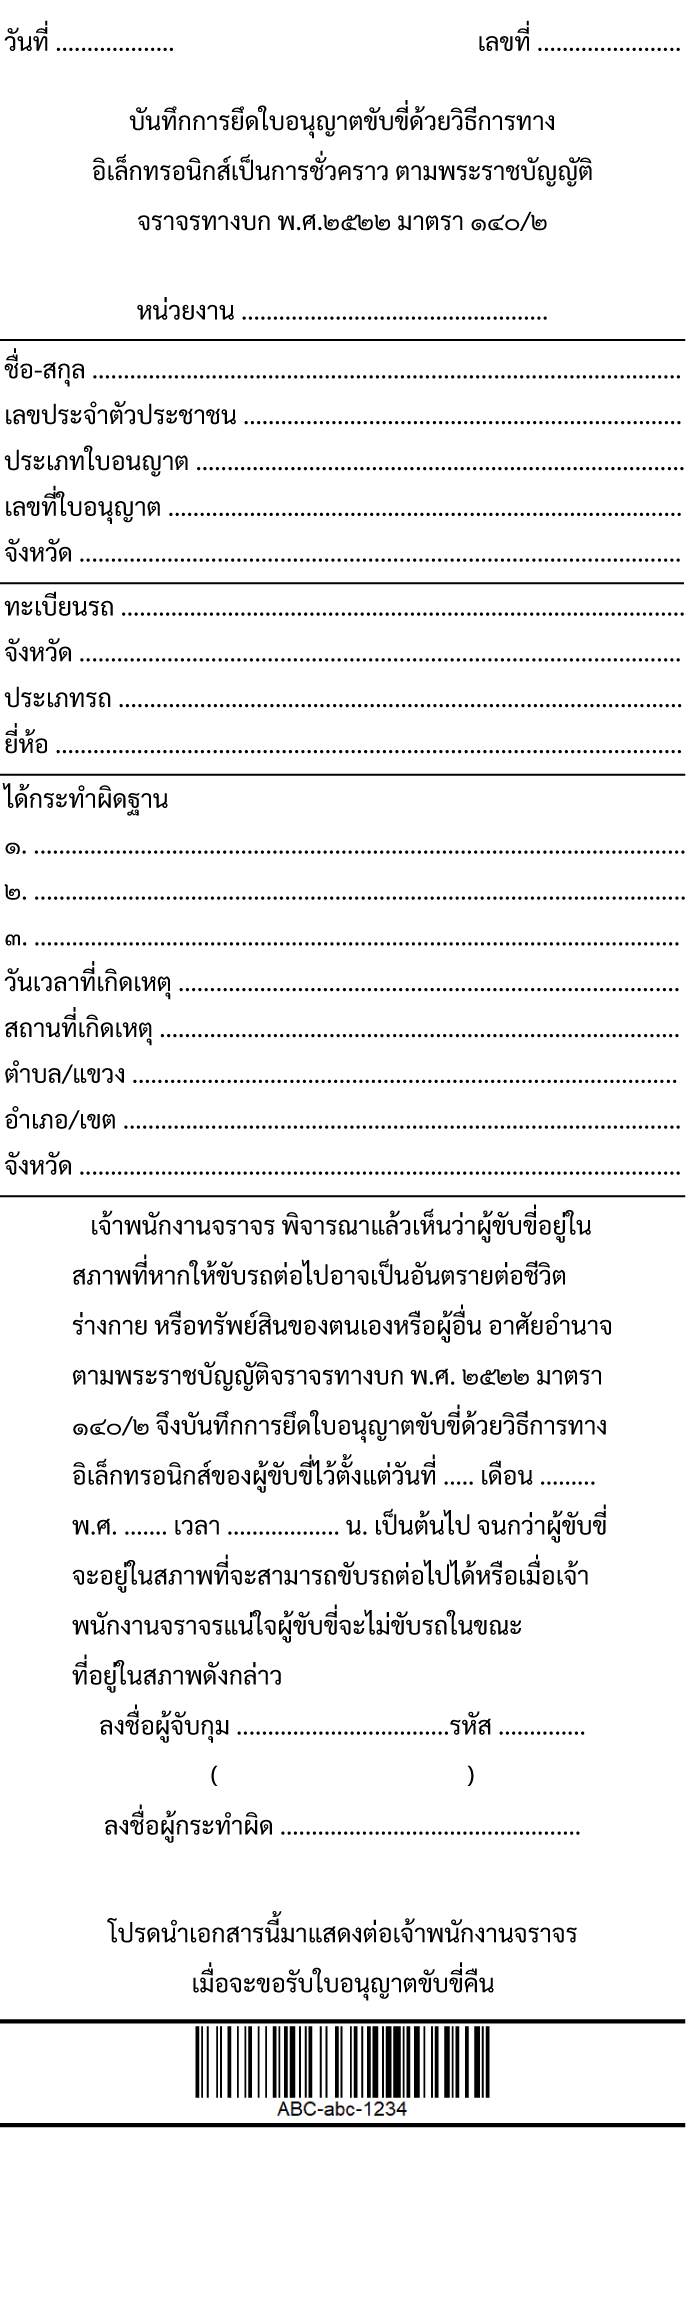 วันที่ ................... เลขที่ .......................
บันทึกการยึดใบอนุญาตขับขี่ด้วยวิธีการทาง
อิเล็กทรอนิกส์เป็นการชั่วคราว ตามพระราชบัญญัติ
จราจรทางบก พ.ศ.๒๕๒๒ มาตรา ๑๔๐/๒
หน่วยงาน .................................................
ชื่อ-สกุล ..............................................................................................
เลขประจำตัวประชาชน ......................................................................
ประเภทใบอนญาต ..............................................................................
เลขที่ใบอนุญาต ..................................................................................
จังหวัด ................................................................................................
ทะเบียนรถ ..........................................................................................
จังหวัด ................................................................................................
ประเภทรถ ..........................................................................................
ยี่ห้อ ....................................................................................................
ได้กระทำผิดฐาน
๑. ........................................................................................................
๒. ........................................................................................................
๓. .......................................................................................................
วันเวลาที่เกิดเหตุ ................................................................................
สถานที่เกิดเหตุ ...................................................................................
ตำบล/แขวง .......................................................................................
อำเภอ/เขต .........................................................................................
จังหวัด ................................................................................................
เจ้าพนักงานจราจร พิจารณาแล้วเห็นว่าผู้ขับขี่อยู่ใน
สภาพที่หากให้ขับรถต่อไปอาจเป็นอันตรายต่อชีวิต
ร่างกาย หรือทรัพย์สินของตนเองหรือผู้อื่น อาศัยอำนาจ
ตามพระราชบัญญัติจราจรทางบก พ.ศ. ๒๕๒๒ มาตรา
๑๔๐/๒ จึงบันทึกการยึดใบอนุญาตขับขี่ด้วยวิธีการทาง
อิเล็กทรอนิกส์ของผู้ขับขี่ไว้ตั้งแต่วันที่ ..... เดือน .........
พ.ศ. ....... เวลา .................. น. เป็นต้นไป จนกว่าผู้ขับขี่
จะอยู่ในสภาพที่จะสามารถขับรถต่อไปได้หรือเมื่อเจ้า
พนักงานจราจรแน่ใจผู้ขับขี่จะไม่ขับรถในขณะ
ที่อยู่ในสภาพดังกล่าว
ลงชื่อผู้จับกุม ..................................รหัส ..............
( )
ลงชื่อผู้กระทำผิด ................................................
โปรดนำเอกสารนี้มาแสดงต่อเจ้าพนักงานจราจร
เมื่อจะขอรับใบอนุญาตขับขี่คืน
ABC-abc-1234